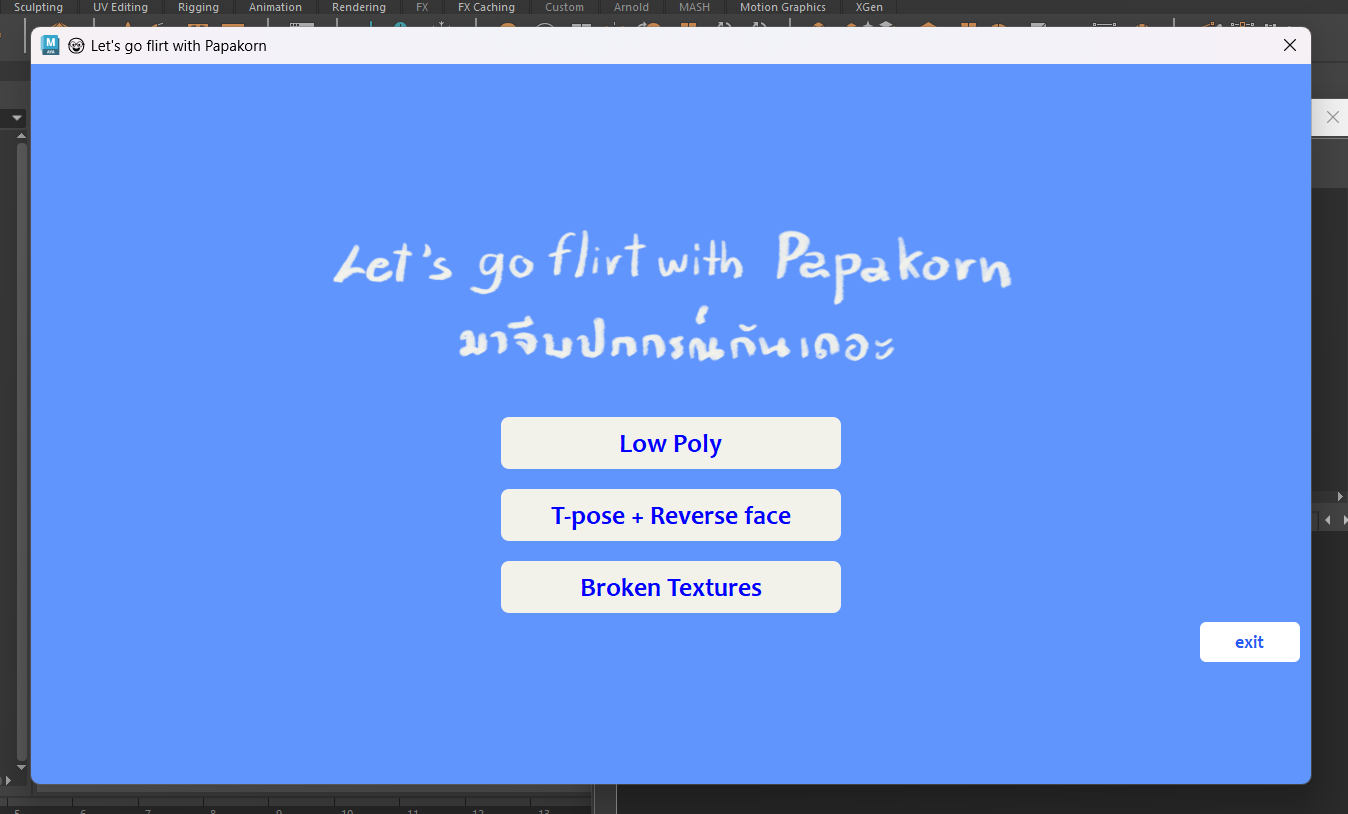 Sculpting UV Editing Rigging Animation Rendering FX FX Caching Custom Arnold MASH Motion Graphics XGen
M Let's go flirt with Papakorn
Let's go flirt with Papakorn
มาจีบปกกรณ์กันเถอะ
Low Poly
T-pose + Reverse face
Broken Textures
exit
5 6 7 8 9 10 11 12 13